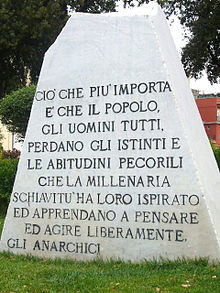 CIO' CHE PIU' IMPORTA
E' CHE IL POPOLO,
GLI UOMINI TUTTI,
PERDANO GLI ISTINTI E
LE ABITUDINI PECORILI
CHE LA MILLENARIA
SCHIAVITU' HA LORO ISPIRATO
ED APPRENDANO A PENSARE
ED AGIRE LIBERAMENTE.
GLI ANARCHICI